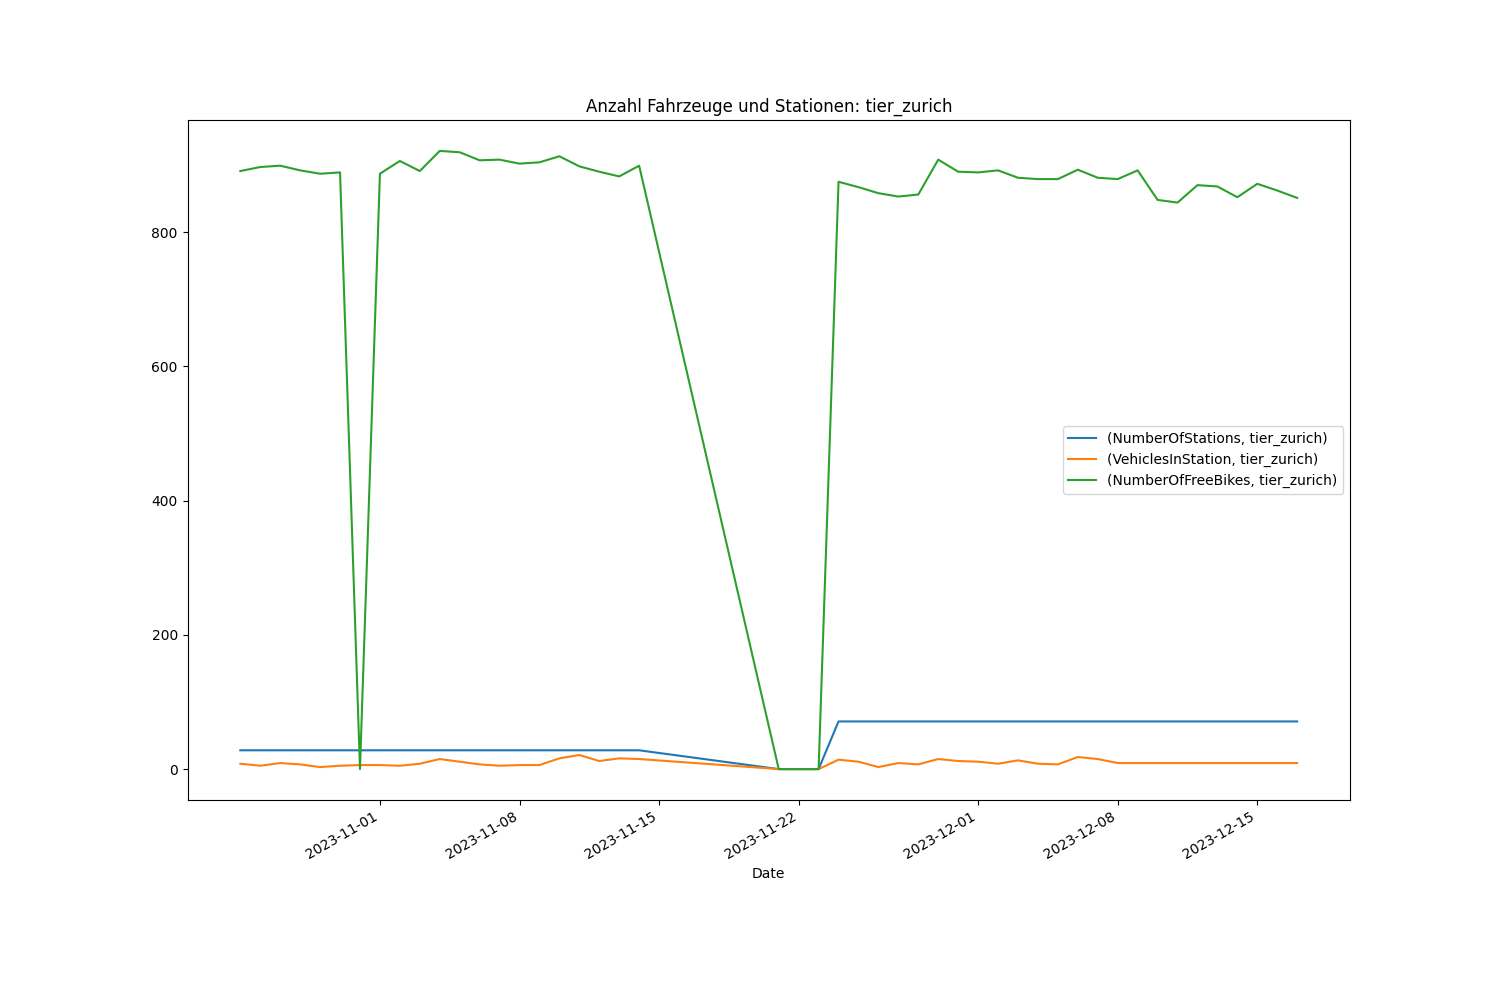 Anzahl Fahrzeuge und Stationen: tier_zurich
800
600
400
200
0
(NumberOfStations, tier_zurich)
(VehiclesInStation, tier_zurich)
(NumberOfFreeBikes, tier_zurich)
2023-11-01
2023-11-08
2023-11-15
2023-11-22
2023-12-01
2023-12-08
2023-12-15
Date